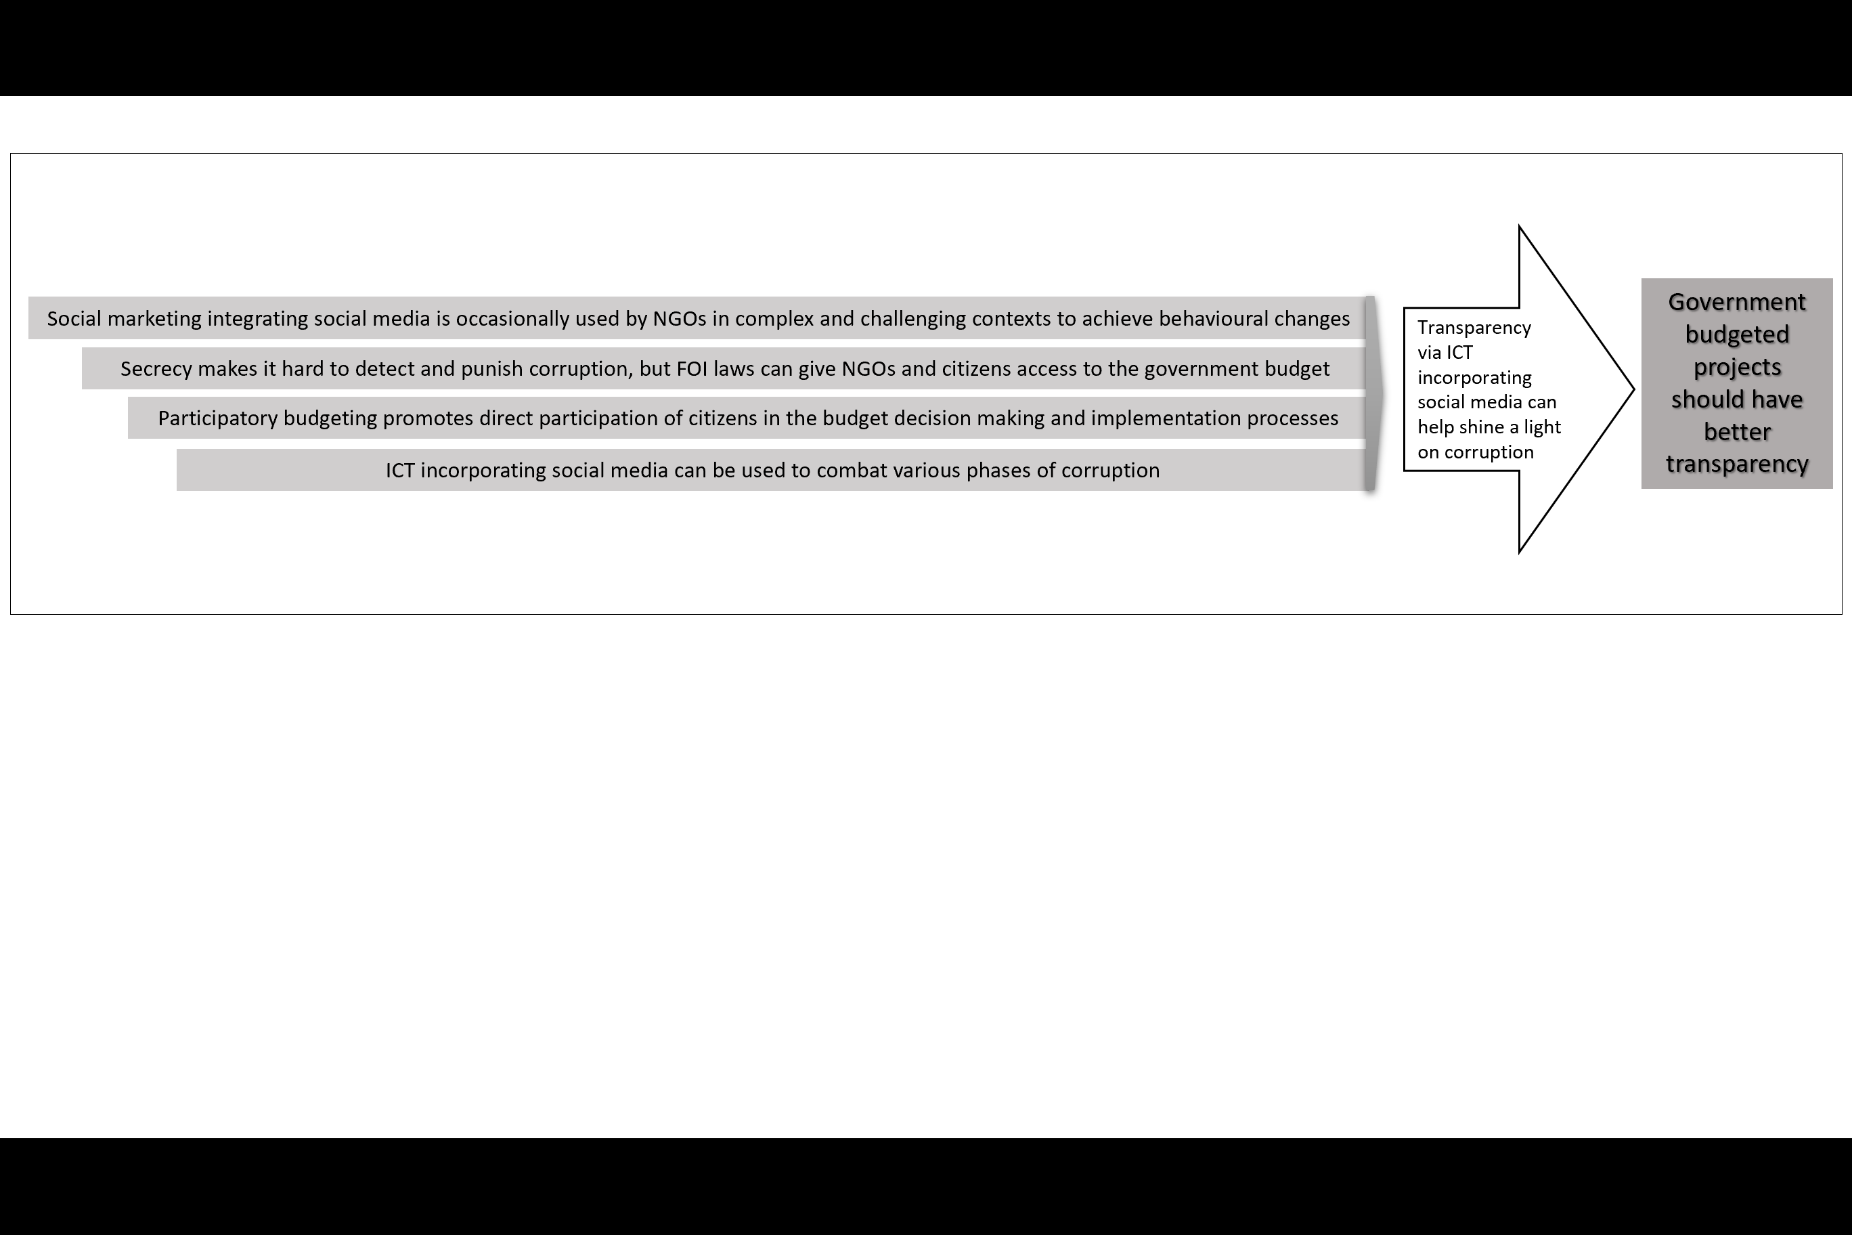 Social marketing integrating social media is occasionally used by NGOs in complex and challenging contexts to achieve behavioural changes
Secrecy makes it hard to detect and punish corruption, but FOI laws can give NGOs and citizens access to the government budget
Participatory budgeting promotes direct participation of citizens in the budget decision making and implementation processes
ICT incorporating social media can be used to combat various phases of corruption
Transparency
via ICT
incorporating
social media can
help shine a light
on corruption
Government
budgeted
projects
should have
better
transparency